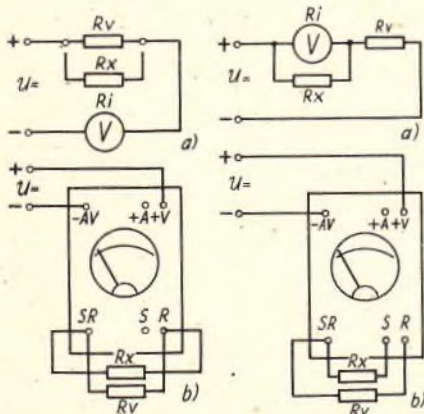 Rv
+
Rx
U=
Ri
V
−
a)
+
U=
−
-AV
+A+V
SR
S
R
Rx
Rv
b)
Ri
V
Rv
+
Rx
U=
−
a)
+
U=
−
-AV
+A+V
SR
S
R
Rx
Rv
b)